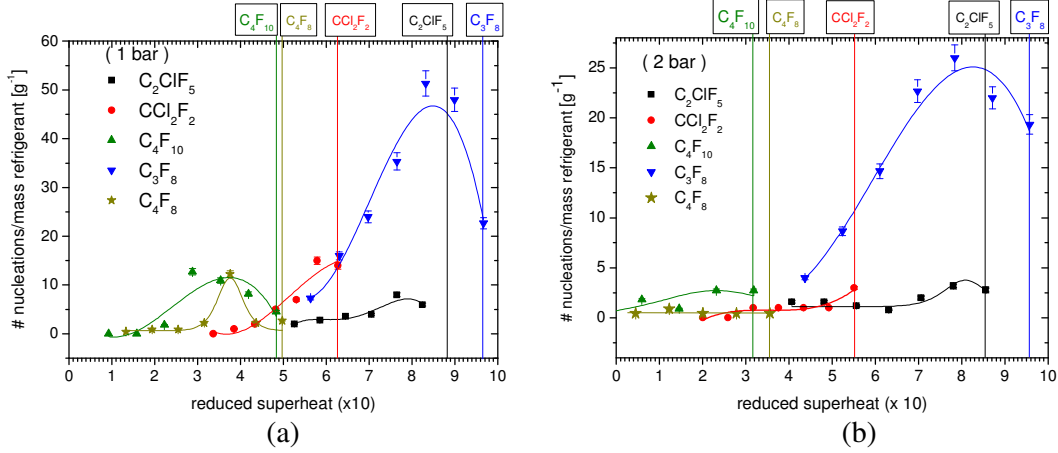 C₄F₁₀ C₄F₈ CCl₂F₂ C₂ClF₅ C₃F₈
# nucleations/mass refrigerant [g⁻¹]
60
50
40
30
20
10
0
( 1 bar )
C₂ClF₅
CCl₂F₂
C₄F₁₀
C₃F₈
C₄F₈
0 1 2 3 4 5 6 7 8 9 10
reduced superheat (x10)
(a)
C₄F₁₀ C₄F₈ CCl₂F₂ C₂ClF₅ C₃F₈
# nucleations/mass refrigerant [g⁻¹]
25
20
15
10
5
0
( 2 bar )
C₂ClF₅
CCl₂F₂
C₄F₁₀
C₃F₈
C₄F₈
0 1 2 3 4 5 6 7 8 9 10
reduced superheat (x 10)
(b)